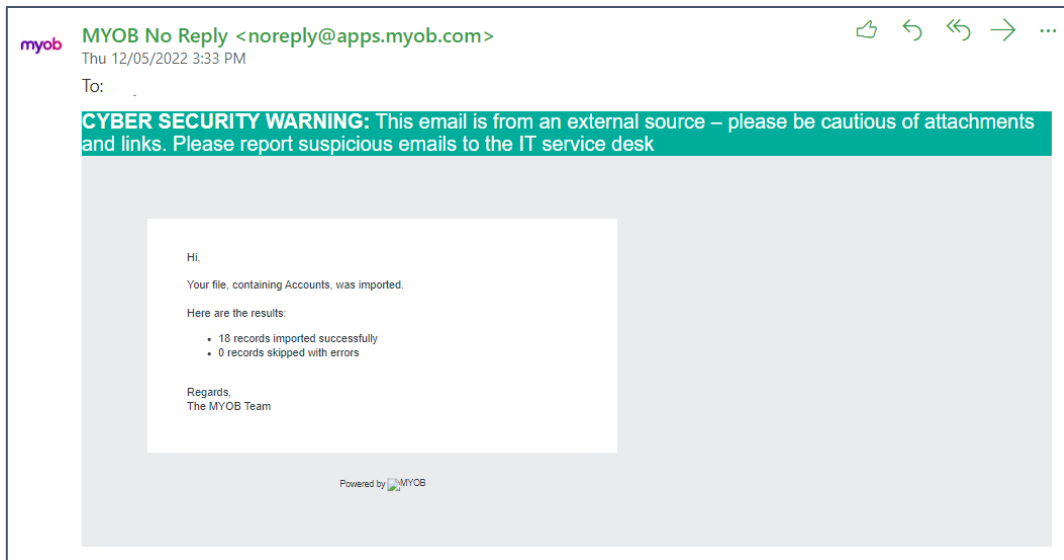 myob
MYOB No Reply <noreply@apps.myob.com>
Thu 12/05/2022 3:33 PM
To:
CYBER SECURITY WARNING: This email is from an external source – please be cautious of attachments
and links. Please report suspicious emails to the IT service desk
Hi,
Your file, containing Accounts, was imported.
Here are the results:
• 18 records imported successfully
• 0 records skipped with errors
Regards,
The MYOB Team
Powered by MYOB